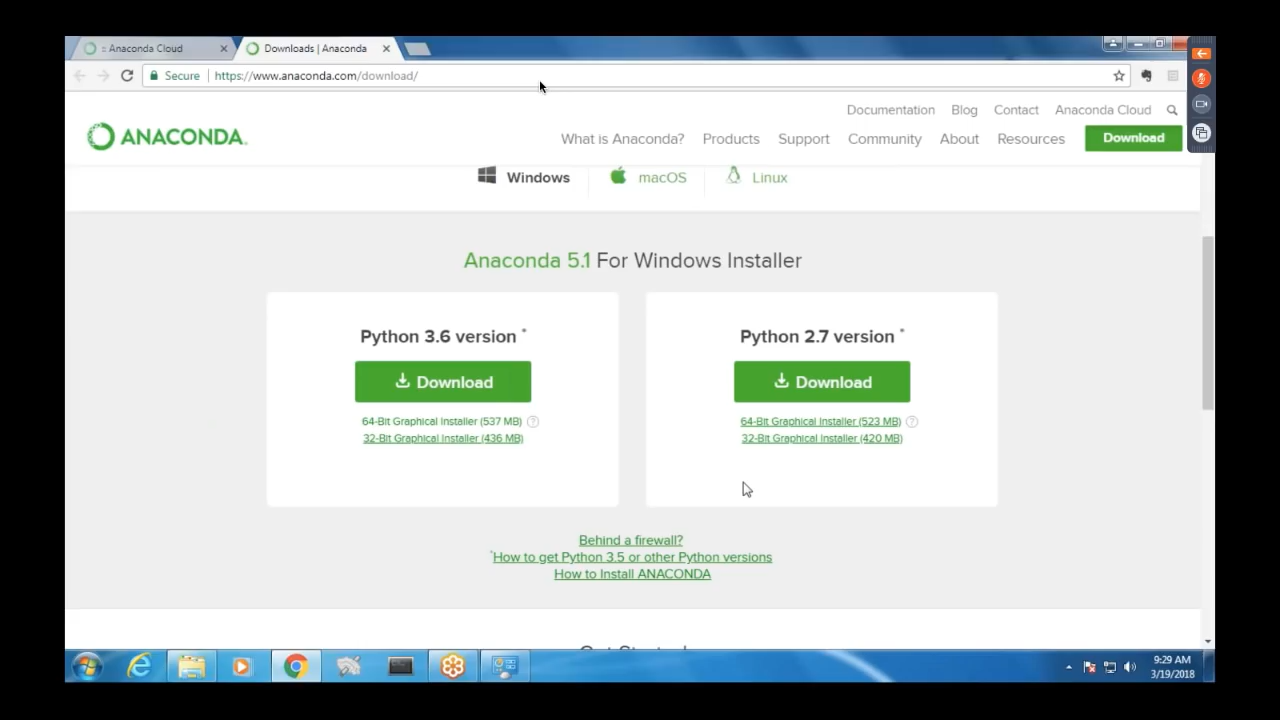 : Anaconda Cloud
Downloads | Anaconda
Secure
https://www.anaconda.com/download/
Documentation Blog Contact Anaconda Cloud
ANACONDA.
What is Anaconda? Products Support Community About Resources Download
Windows macOS Linux
Anaconda 5.1 For Windows Installer
Python 3.6 version *
Download
64-Bit Graphical Installer (537 MB) ?
32-Bit Graphical Installer (436 MB)
Python 2.7 version *
Download
64-Bit Graphical Installer (523 MB) ?
32-Bit Graphical Installer (420 MB)
Behind a firewall?
*How to get Python 3.5 or other Python versions
How to Install ANACONDA
Get Started
9:29 AM
3/19/2018